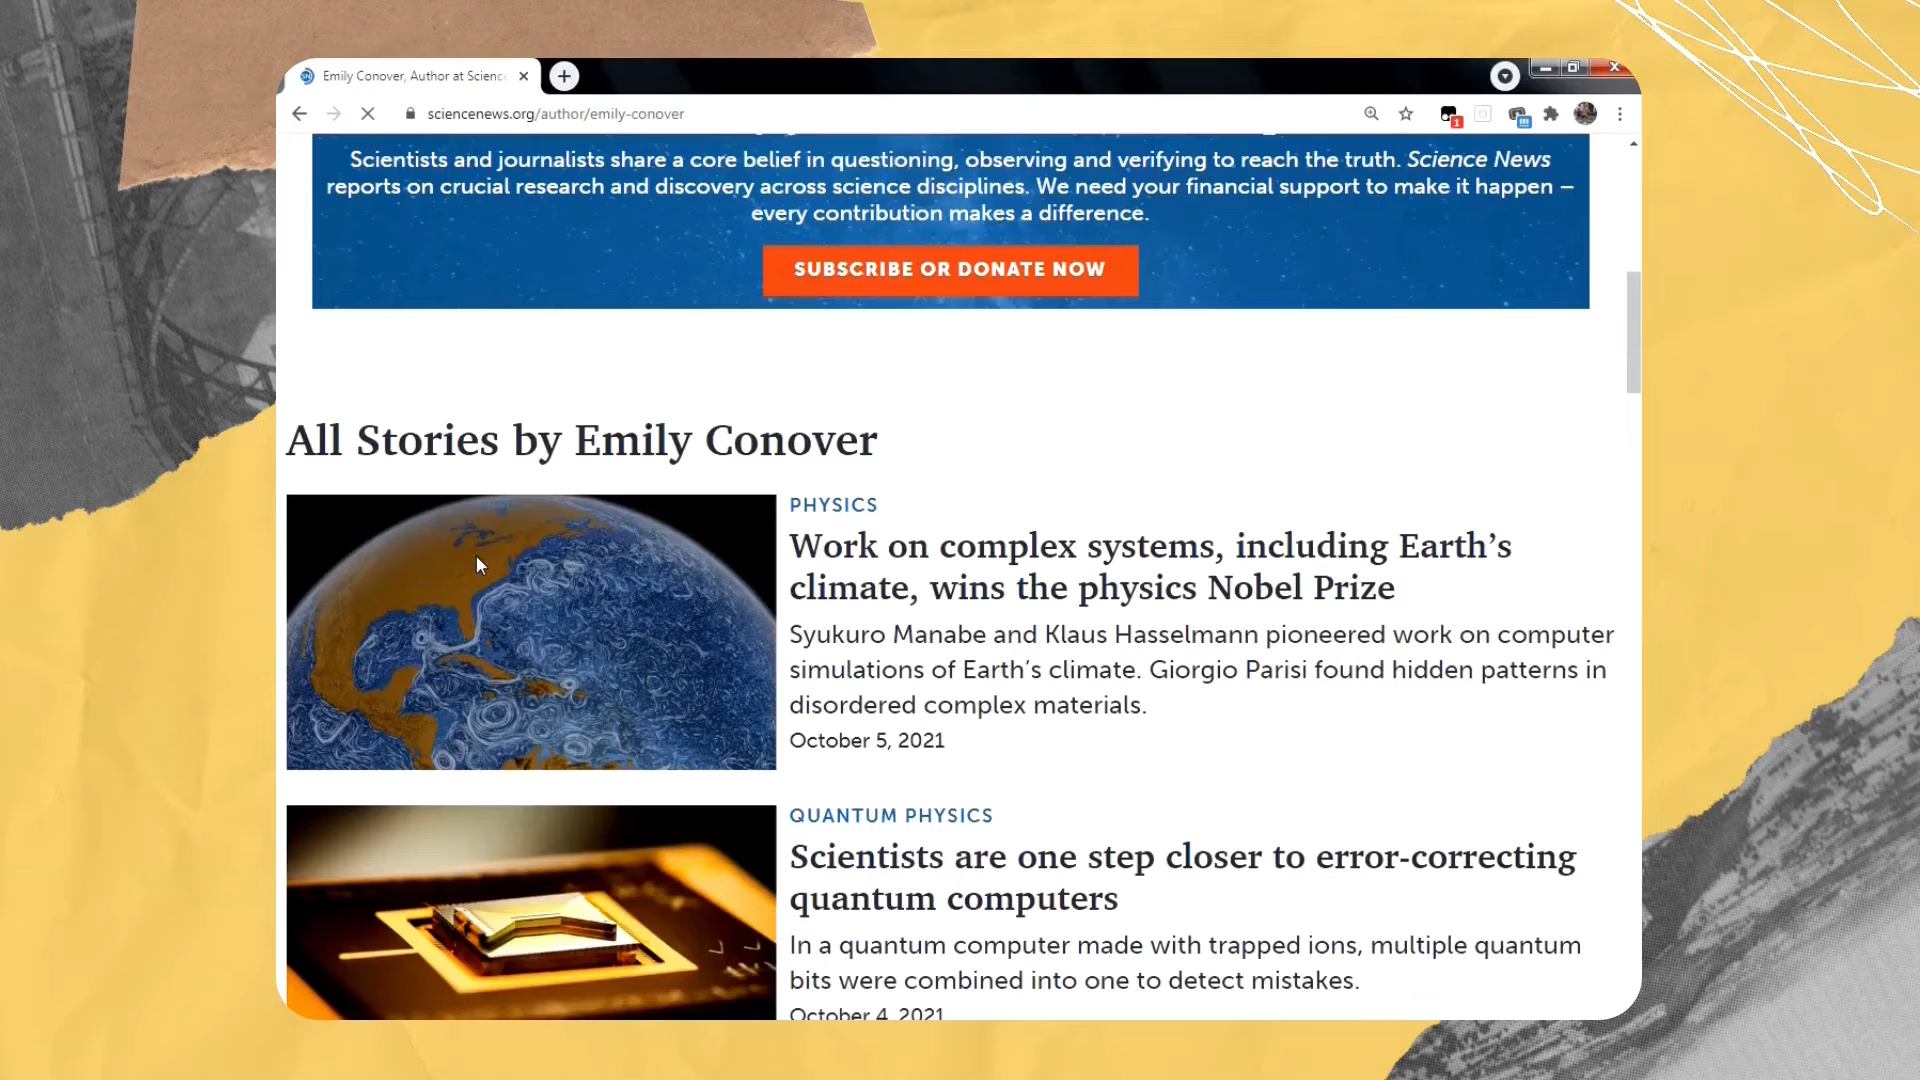 Emily Conover, Author at Science
sciencenews.org/author/emily-conover
1
Scientists and journalists share a core belief in questioning, observing and verifying to reach the truth. Science News
reports on crucial research and discovery across science disciplines. We need your financial support to make it happen –
every contribution makes a difference.
SUBSCRIBE OR DONATE NOW
All Stories by Emily Conover
PHYSICS
Work on complex systems, including Earth’s
climate, wins the physics Nobel Prize
Syukuro Manabe and Klaus Hasselmann pioneered work on computer
simulations of Earth’s climate. Giorgio Parisi found hidden patterns in
disordered complex materials.
October 5, 2021
QUANTUM PHYSICS
Scientists are one step closer to error-correcting
quantum computers
In a quantum computer made with trapped ions, multiple quantum
bits were combined into one to detect mistakes.
October 4, 2021